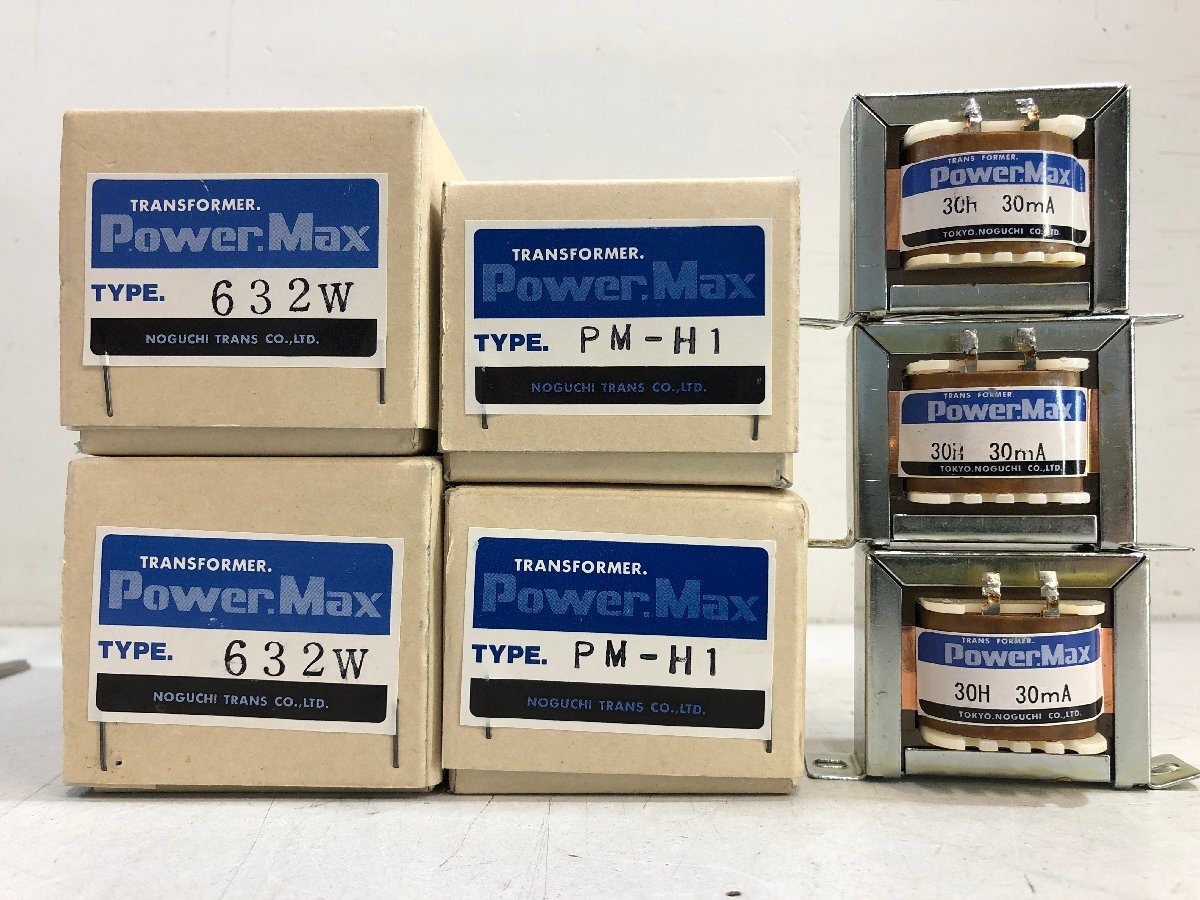 TRANSFORMER.
Power.Max
TYPE. 632W
NOGUCHI TRANS CO.,LTD.
TRANSFORMER.
Power.Max
TYPE. 632W
NOGUCHI TRANS CO.,LTD.
TRANSFORMER.
Power.Max
TYPE. PM-H1
NOGUCHI TRANS CO.,LTD.
TRANSFORMER.
Power.Max
TYPE. PM-H1
NOGUCHI TRANS CO.,LTD.
TRANS FORMER.
Power.Max
30h 30mA
TOKYO.NOGUCHI CO.,LTD.
TRANS FORMER.
Power.Max
30H 30mA
TOKYO.NOGUCHI CO.,LTD.
TRANS FORMER.
Power.Max
30H 30mA
TOKYO.NOGUCHI CO.,LTD.